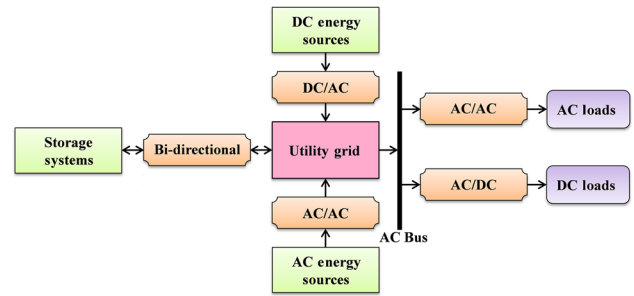 DC energy
sources
DC/AC
AC/AC
AC loads
Storage
systems
Bi-directional
Utility grid
AC/DC
DC loads
AC/AC
AC Bus
AC energy
sources